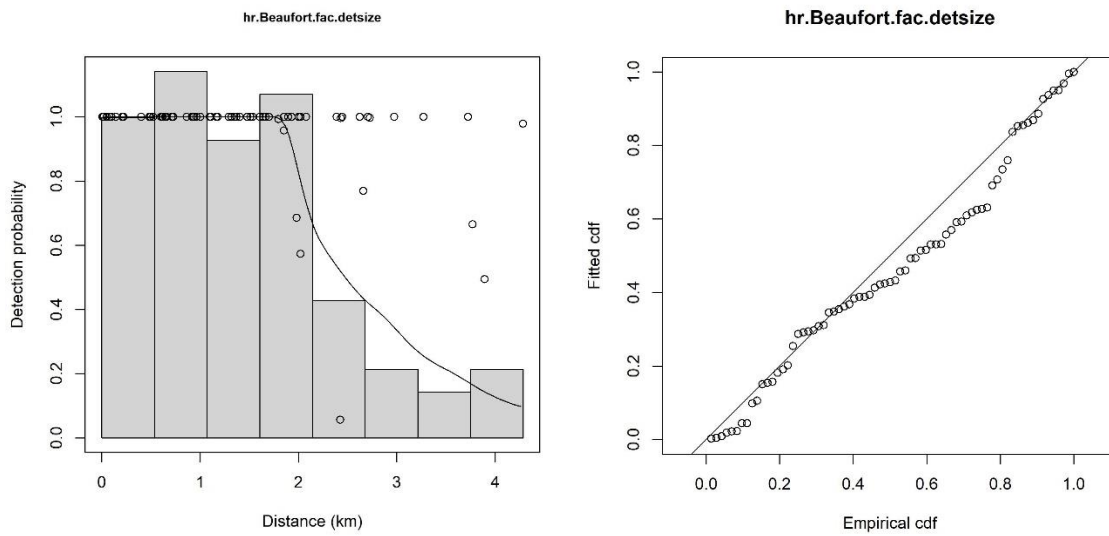 hr.Beaufort.fac.detsize
Detection probability
1.0
0.8
0.6
0.4
0.2
0.0
0 1 2 3 4
Distance (km)
hr.Beaufort.fac.detsize
Fitted cdf
1.0
0.8
0.6
0.4
0.2
0.0
0.0 0.2 0.4 0.6 0.8 1.0
Empirical cdf